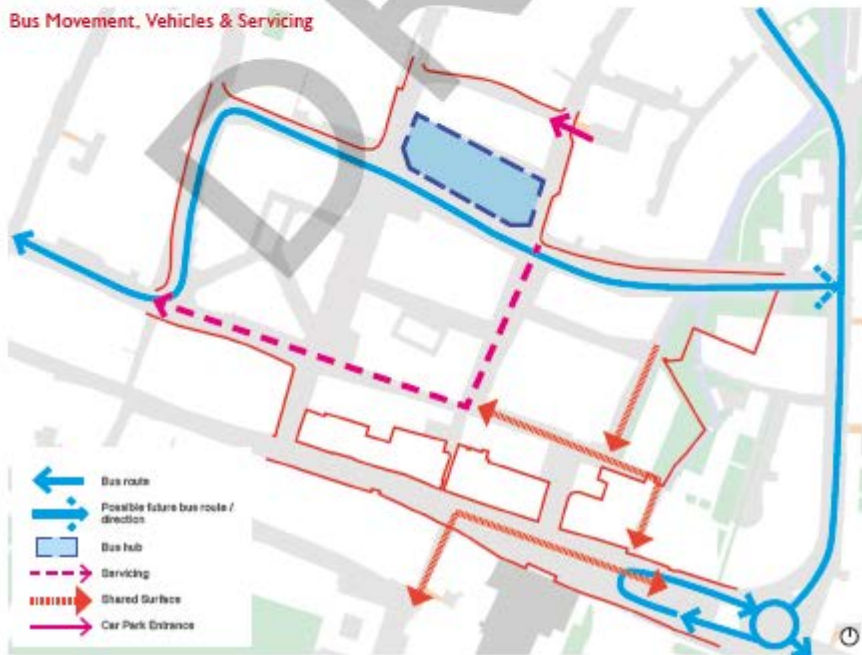 Bus Movement, Vehicles & Servicing
Bus route
Possible future bus route /
direction
Bus hub
Servicing
Shared Surface
Car Park Entrance